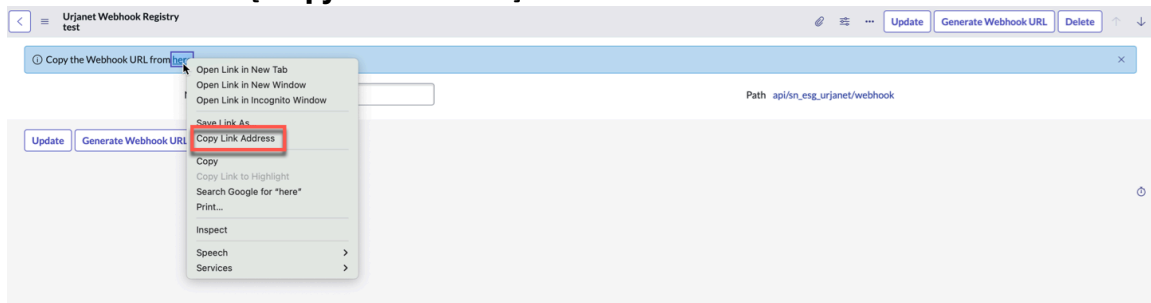 Urjanet Webhook Registry
test
Update Generate Webhook URL Delete
Copy the Webhook URL from here
Open Link in New Tab
Open Link in New Window
Open Link in Incognito Window
Path api/sn_esg_urjanet/webhook
Save Link As
Copy Link Address
Update Generate Webhook URL
Copy
Copy Link to Highlight
Search Google for "here"
Print...
Inspect
Speech
Services